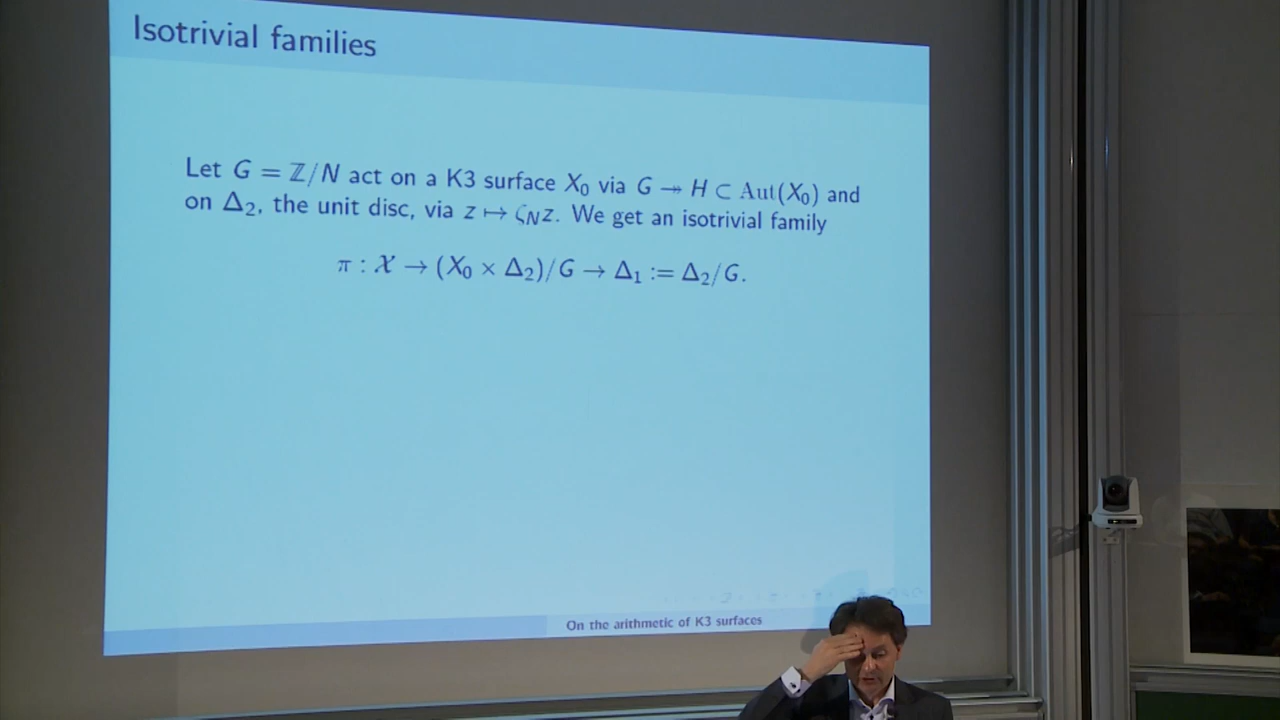 Isotrivial families
Let G = ℤ/N act on a K3 surface X₀ via G ↠ H ⊂ Aut(X₀) and
on Δ₂, the unit disc, via z ↦ ζ_N z. We get an isotrivial family
π : 𝒳 → (X₀ × Δ₂)/G → Δ₁ := Δ₂/G.
On the arithmetic of K3 surfaces